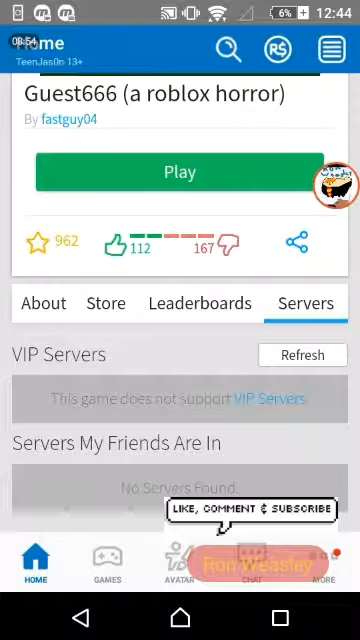 6% 12:44
08:54 Home
TeenJas0n 13+
Guest666 (a roblox horror)
By fastguy04
Play
962 112 167
About Store Leaderboards Servers
VIP Servers Refresh
This game does not support VIP Servers.
Servers My Friends Are In
No Servers Found.
LIKE, COMMENT & SUBSCRIBE
Ron Weasley
HOME GAMES AVATAR CHAT MORE